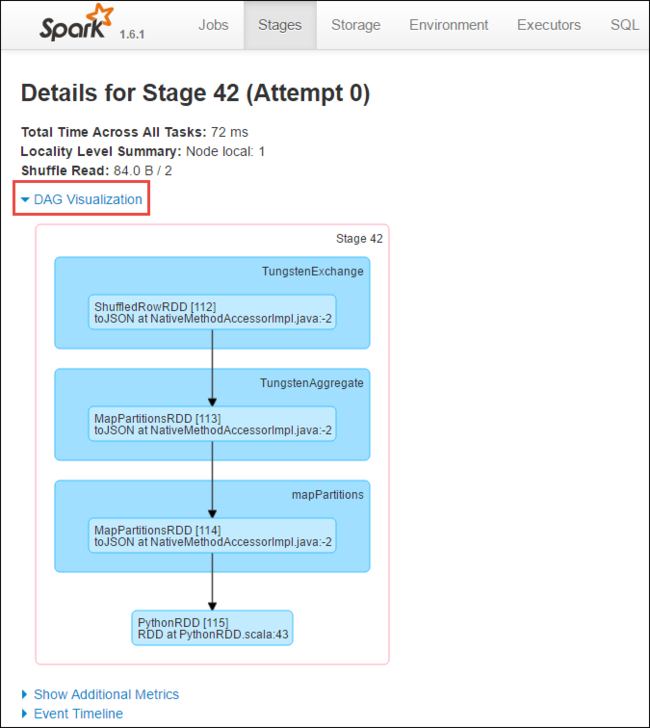 Spark 1.6.1 Jobs Stages Storage Environment Executors SQL
Details for Stage 42 (Attempt 0)
Total Time Across All Tasks: 72 ms
Locality Level Summary: Node local: 1
Shuffle Read: 84.0 B / 2
DAG Visualization
Stage 42
TungstenExchange
ShuffledRowRDD [112]
toJSON at NativeMethodAccessorImpl.java:-2
TungstenAggregate
MapPartitionsRDD [113]
toJSON at NativeMethodAccessorImpl.java:-2
mapPartitions
MapPartitionsRDD [114]
toJSON at NativeMethodAccessorImpl.java:-2
PythonRDD [115]
RDD at PythonRDD.scala:43
Show Additional Metrics
Event Timeline